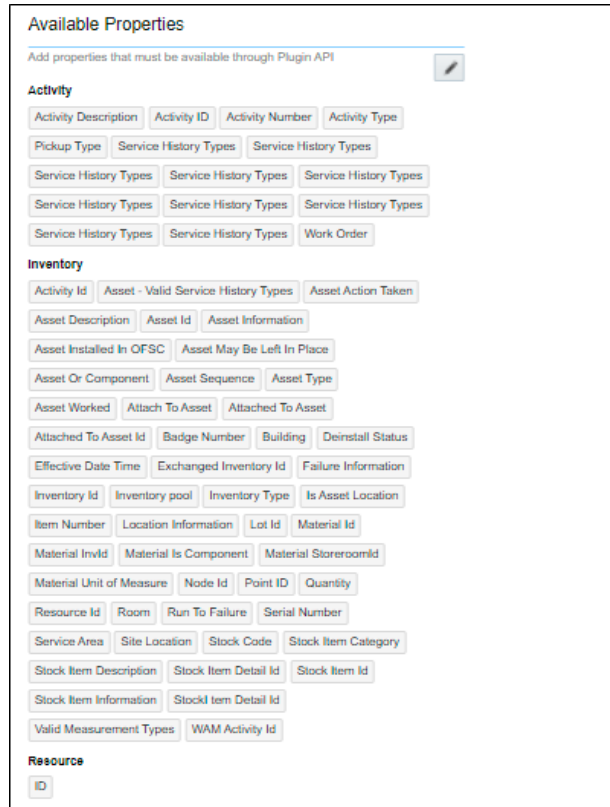 Available Properties
Add properties that must be available through Plugin API
Activity
Activity Description Activity ID Activity Number Activity Type
Pickup Type Service History Types Service History Types
Service History Types Service History Types Service History Types
Service History Types Service History Types Service History Types
Service History Types Service History Types Work Order
Inventory
Activity Id Asset - Valid Service History Types Asset Action Taken
Asset Description Asset Id Asset Information
Asset Installed In OFSC Asset May Be Left In Place
Asset Or Component Asset Sequence Asset Type
Asset Worked Attach To Asset Attached To Asset
Attached To Asset Id Badge Number Building Deinstall Status
Effective Date Time Exchanged Inventory Id Failure Information
Inventory Id Inventory pool Inventory Type Is Asset Location
Item Number Location Information Lot Id Material Id
Material InvId Material Is Component Material StoreroomId
Material Unit of Measure Node Id Point ID Quantity
Resource Id Room Run To Failure Serial Number
Service Area Site Location Stock Code Stock Item Category
Stock Item Description Stock Item Detail Id Stock Item Id
Stock Item Information StockI tem Detail Id
Valid Measurement Types WAM Activity Id
Resource
ID